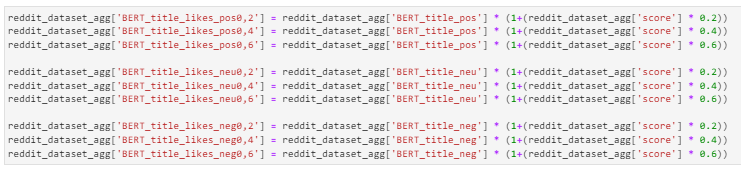 reddit_dataset_agg['BERT_title_likes_pos0,2'] = reddit_dataset_agg['BERT_title_pos'] * (1+(reddit_dataset_agg['score'] * 0.2))
reddit_dataset_agg['BERT_title_likes_pos0,4'] = reddit_dataset_agg['BERT_title_pos'] * (1+(reddit_dataset_agg['score'] * 0.4))
reddit_dataset_agg['BERT_title_likes_pos0,6'] = reddit_dataset_agg['BERT_title_pos'] * (1+(reddit_dataset_agg['score'] * 0.6))
reddit_dataset_agg['BERT_title_likes_neu0,2'] = reddit_dataset_agg['BERT_title_neu'] * (1+(reddit_dataset_agg['score'] * 0.2))
reddit_dataset_agg['BERT_title_likes_neu0,4'] = reddit_dataset_agg['BERT_title_neu'] * (1+(reddit_dataset_agg['score'] * 0.4))
reddit_dataset_agg['BERT_title_likes_neu0,6'] = reddit_dataset_agg['BERT_title_neu'] * (1+(reddit_dataset_agg['score'] * 0.6))
reddit_dataset_agg['BERT_title_likes_neg0,2'] = reddit_dataset_agg['BERT_title_neg'] * (1+(reddit_dataset_agg['score'] * 0.2))
reddit_dataset_agg['BERT_title_likes_neg0,4'] = reddit_dataset_agg['BERT_title_neg'] * (1+(reddit_dataset_agg['score'] * 0.4))
reddit_dataset_agg['BERT_title_likes_neg0,6'] = reddit_dataset_agg['BERT_title_neg'] * (1+(reddit_dataset_agg['score'] * 0.6))